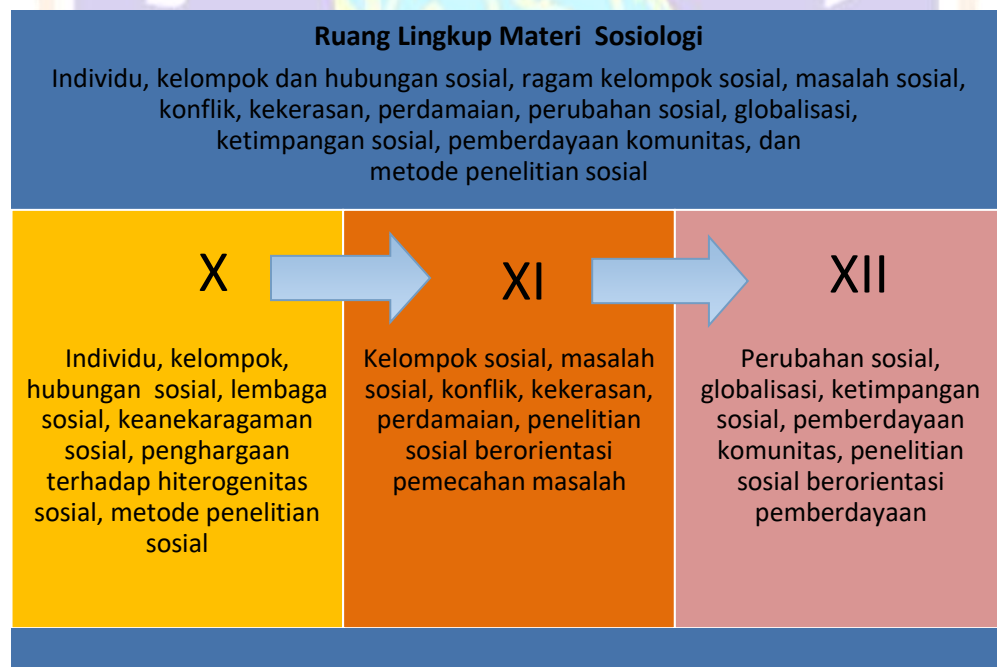 Ruang Lingkup Materi Sosiologi
Individu, kelompok dan hubungan sosial, ragam kelompok sosial, masalah sosial,
konflik, kekerasan, perdamaian, perubahan sosial, globalisasi,
ketimpangan sosial, pemberdayaan komunitas, dan
metode penelitian sosial
X
Individu, kelompok,
hubungan sosial, lembaga
sosial, keanekaragaman
sosial, penghargaan
terhadap hiterogenitas
sosial, metode penelitian
sosial
XI
Kelompok sosial, masalah
sosial, konflik, kekerasan,
perdamaian, penelitian
sosial berorientasi
pemecahan masalah
XII
Perubahan sosial,
globalisasi, ketimpangan
sosial, pemberdayaan
komunitas, penelitian
sosial berorientasi
pemberdayaan